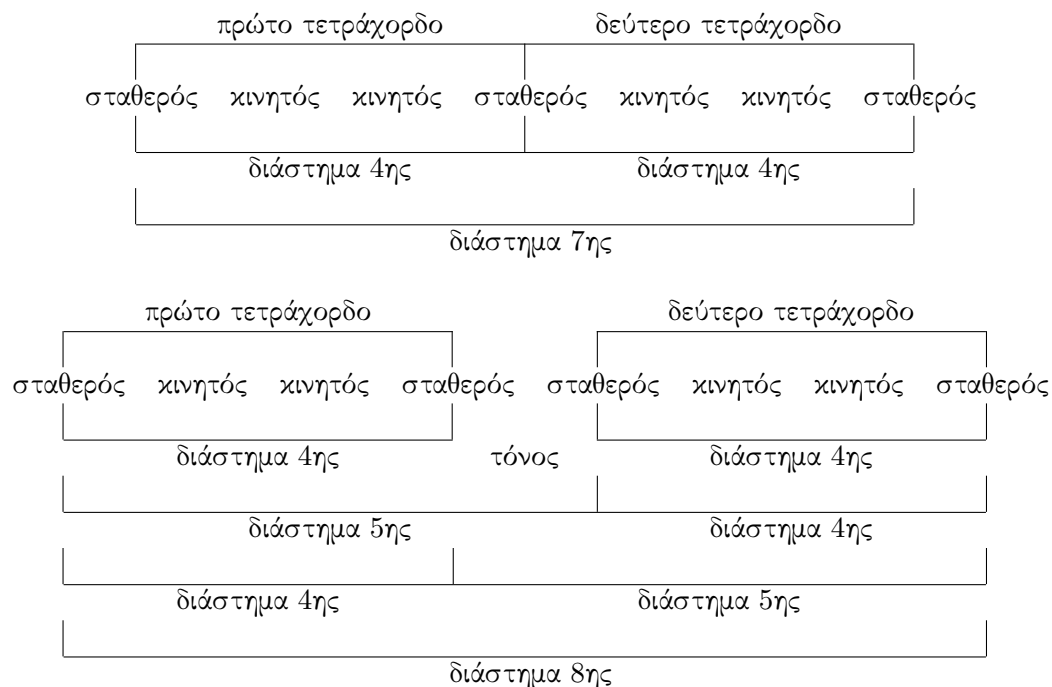 πρώτο τετράχορδο δεύτερο τετράχορδο
σταθερός κινητός κινητός σταθερός κινητός κινητός σταθερός
διάστημα 4ης διάστημα 4ης
διάστημα 7ης
πρώτο τετράχορδο δεύτερο τετράχορδο
σταθερός κινητός κινητός σταθερός σταθερός κινητός κινητός σταθερός
διάστημα 4ης τόνος διάστημα 4ης
διάστημα 5ης διάστημα 4ης
διάστημα 4ης διάστημα 5ης
διάστημα 8ης